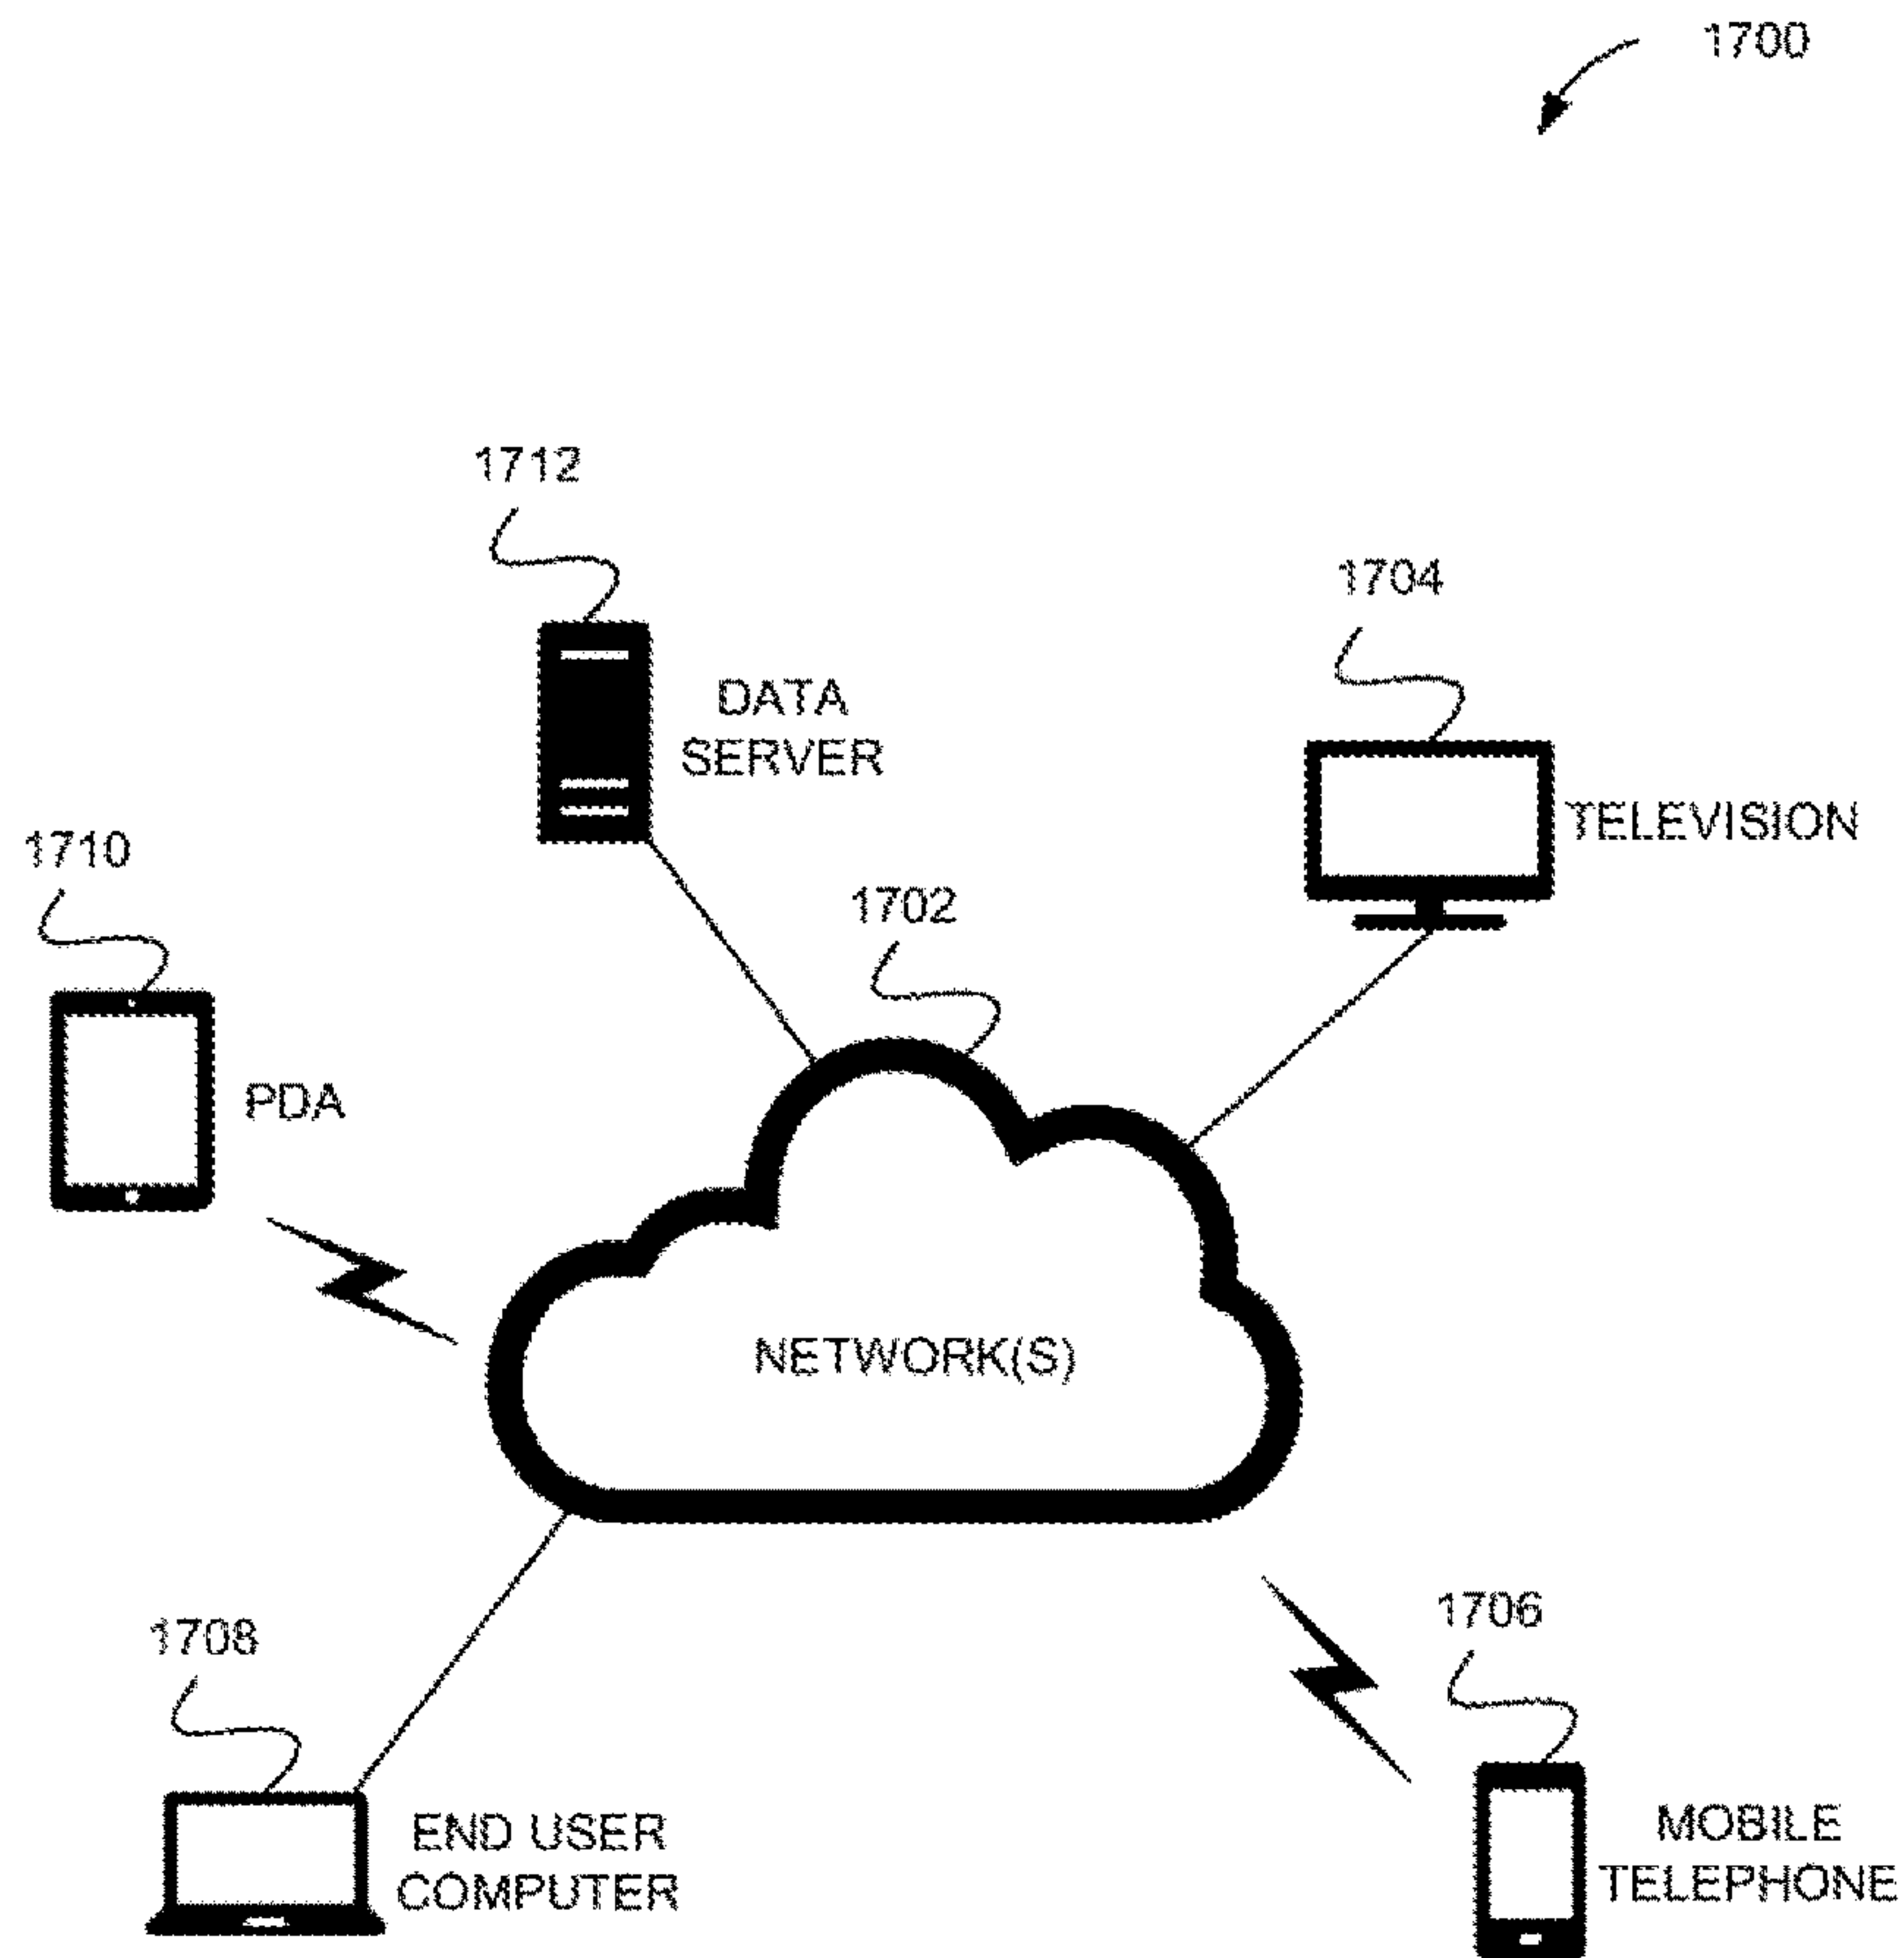 1700
1712
DATA
SERVER
1704
TELEVISION
1710
PDA
1702
NETWORK(S)
1708
END USER
COMPUTER
1706
MOBILE
TELEPHONE